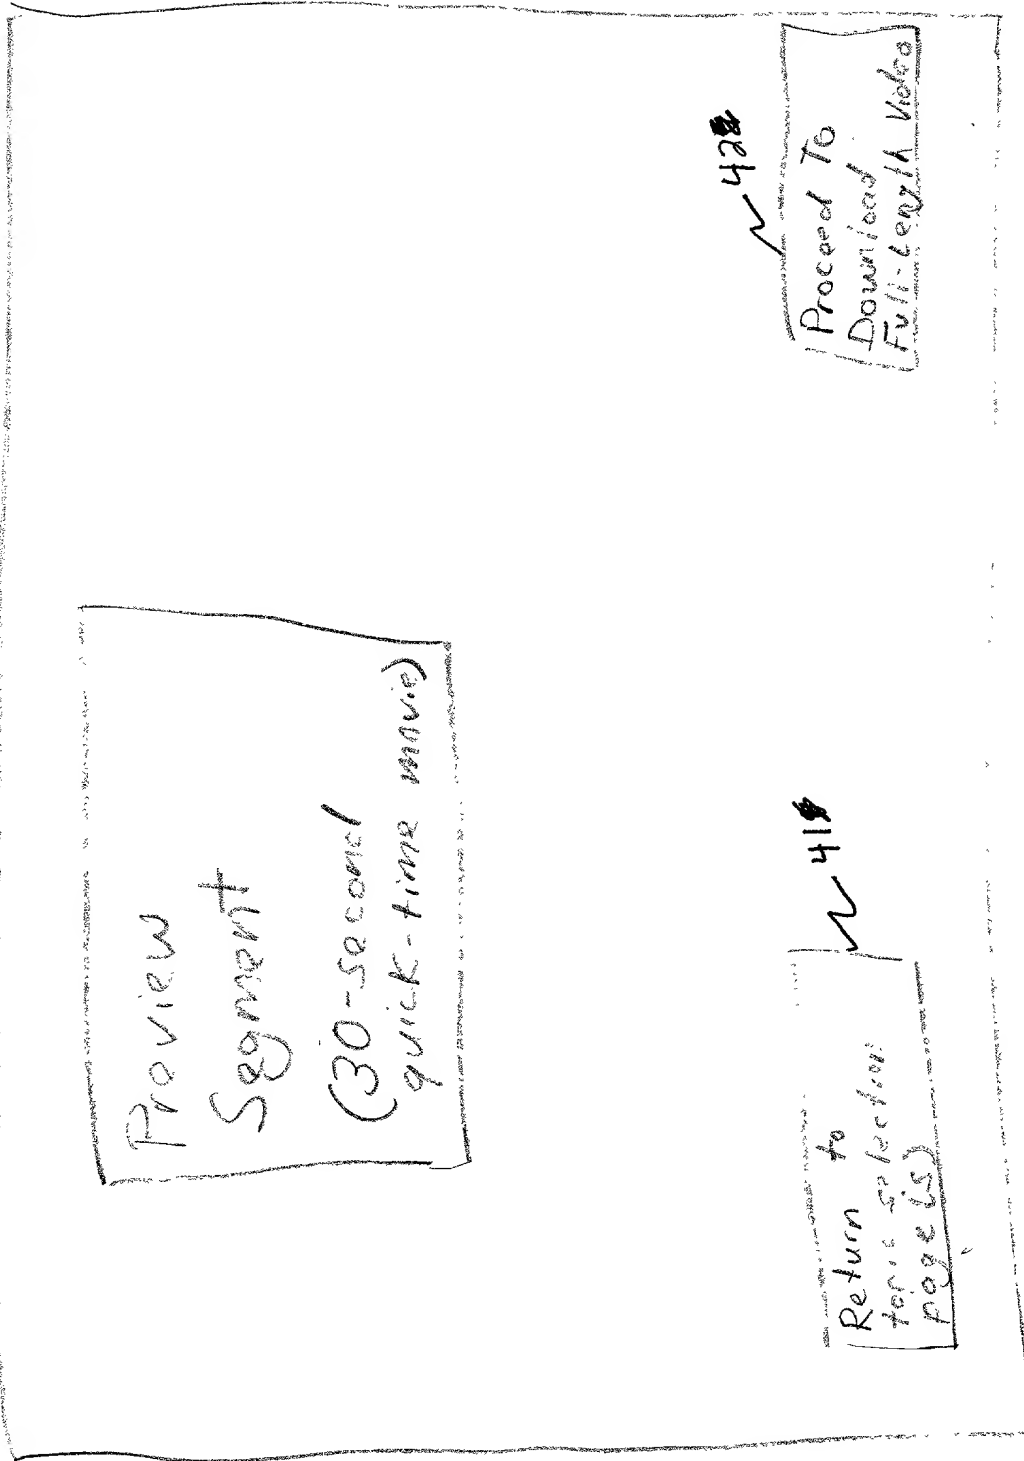 Preview
Segment
(30-second
quick-time movie)
Return to
topic selection
page(s)
41
Proceed To
Download
Full-Length Video
42